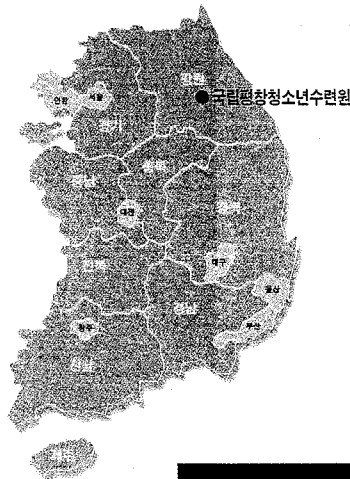 강원
국립평창청소년수련원
인천
서울
경기
충남
충북
대전
경북
전북
대구
울산
경남
부산
광주
전남
제주